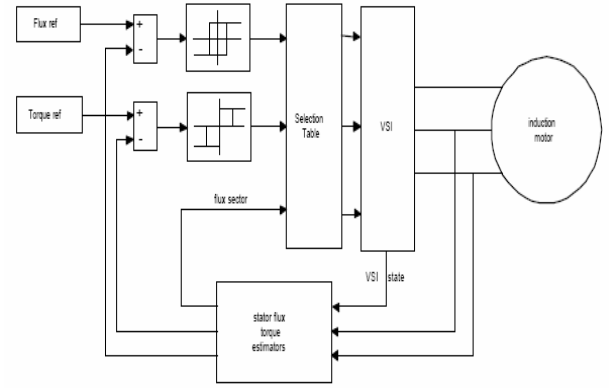 Flux ref
+
-
Torque ref
+
-
Selection
Table
VSI
induction
motor
flux sector
VSI state
stator flux
torque
estimators